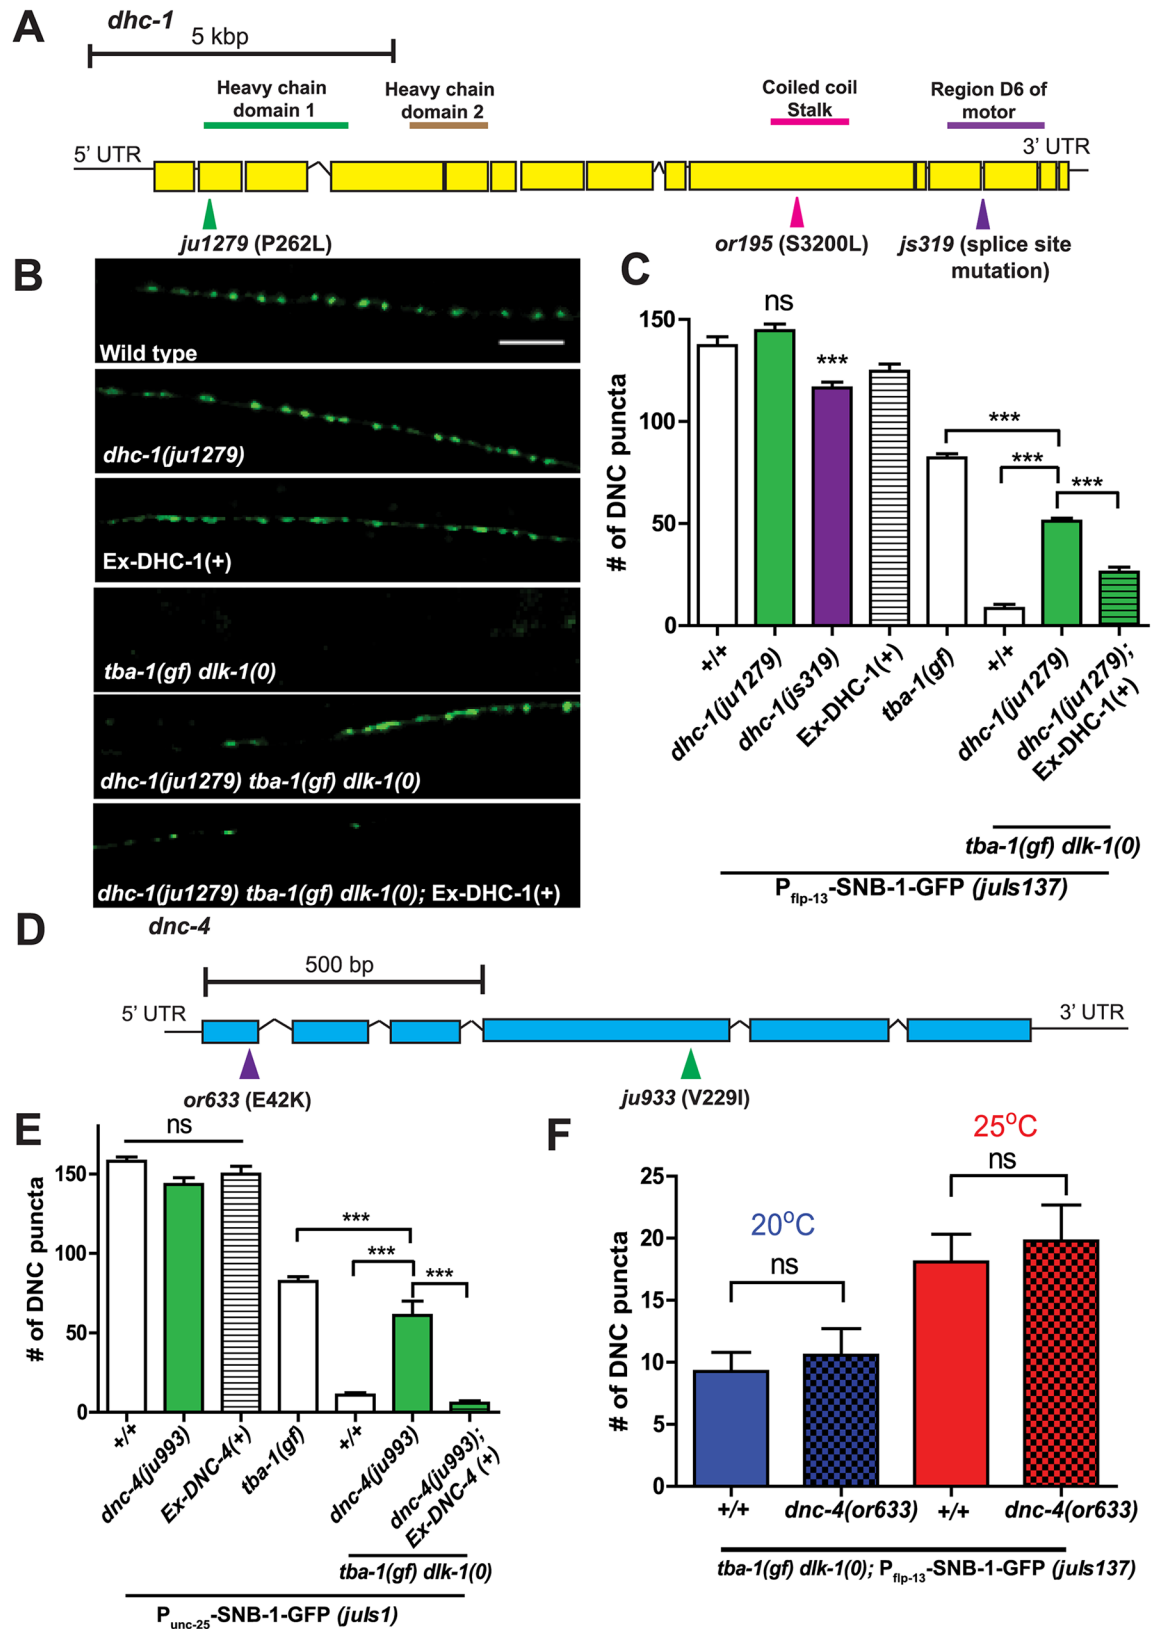 A
dhc-1
5 kbp
Heavy chain
domain 1
Heavy chain
domain 2
Coiled coil
Stalk
Region D6 of
motor
5’ UTR
3’ UTR
ju1279 (P262L)
or195 (S3200L)
js319 (splice site
mutation)
B
Wild type
dhc-1(ju1279)
Ex-DHC-1(+)
tba-1(gf) dlk-1(0)
dhc-1(ju1279) tba-1(gf) dlk-1(0)
dhc-1(ju1279) tba-1(gf) dlk-1(0); Ex-DHC-1(+)
C
# of DNC puncta
150
100
50
0
ns
***
***
***
***
+/+
dhc-1(ju1279)
dhc-1(js319)
Ex-DHC-1(+)
tba-1(gf)
+/+
dhc-1(ju1279)
dhc-1(ju1279);
Ex-DHC-1(+)
tba-1(gf) dlk-1(0)
Pflp-13-SNB-1-GFP (juIs137)
D
dnc-4
500 bp
5’ UTR
3’ UTR
or633 (E42K)
ju933 (V229I)
E
# of DNC puncta
150
100
50
0
ns
***
***
***
+/+
dnc-4(ju993)
Ex-DNC-4(+)
tba-1(gf)
+/+
dnc-4(ju993)
dnc-4(ju993);
Ex-DNC-4 (+)
tba-1(gf) dlk-1(0)
Punc-25-SNB-1-GFP (juIs1)
F
# of DNC puncta
25
20
15
10
5
0
20°C
ns
25°C
ns
+/+
dnc-4(or633)
+/+
dnc-4(or633)
tba-1(gf) dlk-1(0); Pflp-13-SNB-1-GFP (juIs137)